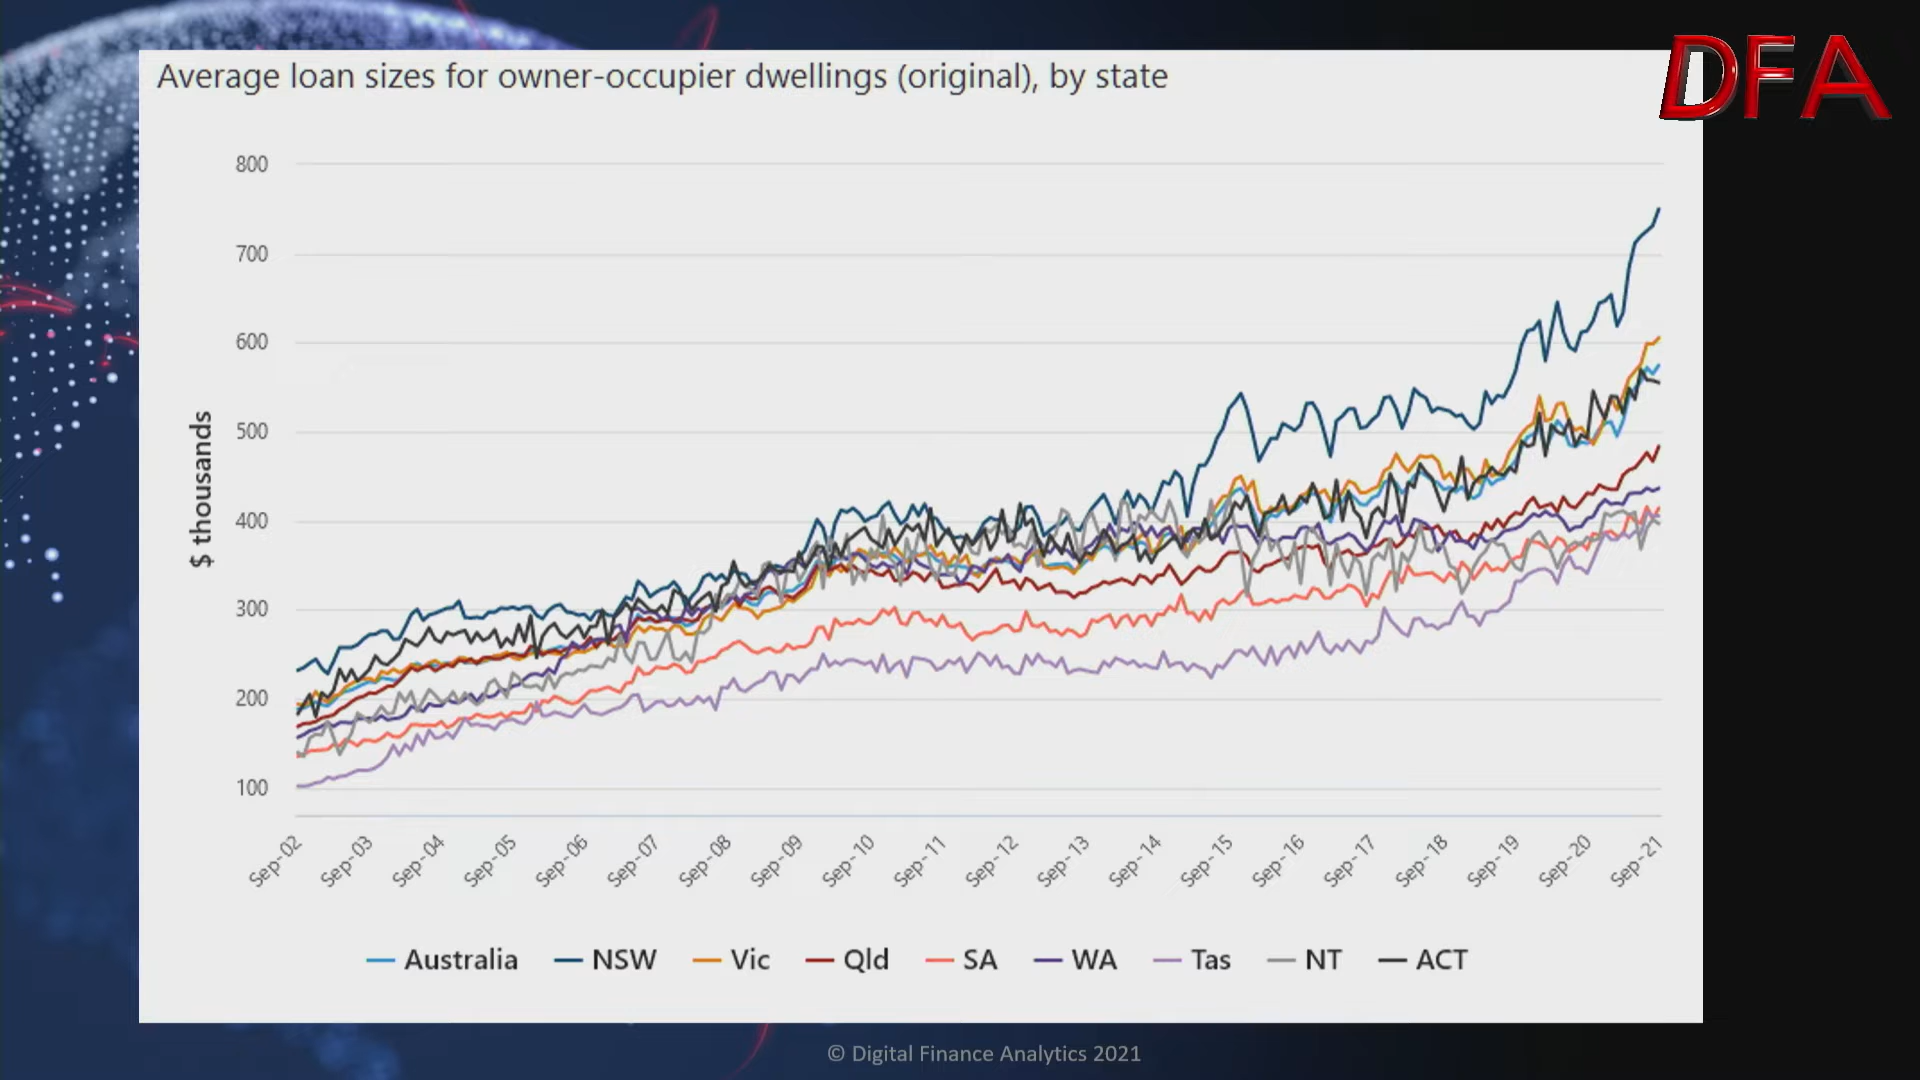 DFA
Average loan sizes for owner-occupier dwellings (original), by state
800
700
600
500
400
300
200
100
$ thousands
Sep-02 Sep-03 Sep-04 Sep-05 Sep-06 Sep-07 Sep-08 Sep-09 Sep-10 Sep-11 Sep-12 Sep-13 Sep-14 Sep-15 Sep-16 Sep-17 Sep-18 Sep-19 Sep-20 Sep-21
Australia NSW Vic Qld SA WA Tas NT ACT
© Digital Finance Analytics 2021